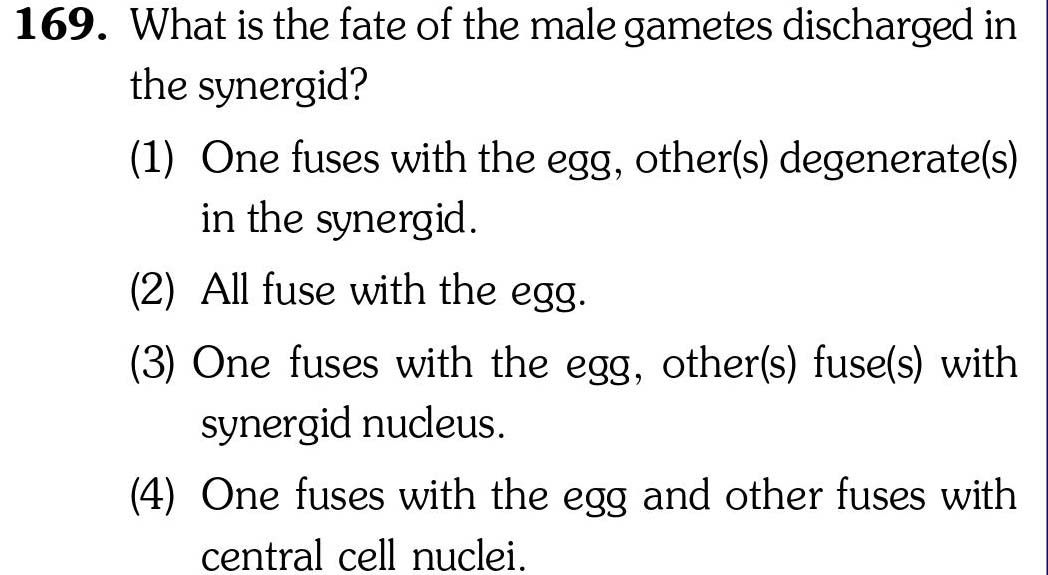 169. What is the fate of the male gametes discharged in
the synergid?
(1) One fuses with the egg, other(s) degenerate(s)
in the synergid.
(2) All fuse with the egg.
(3) One fuses with the egg, other(s) fuse(s) with
synergid nucleus.
(4) One fuses with the egg and other fuses with
central cell nuclei.